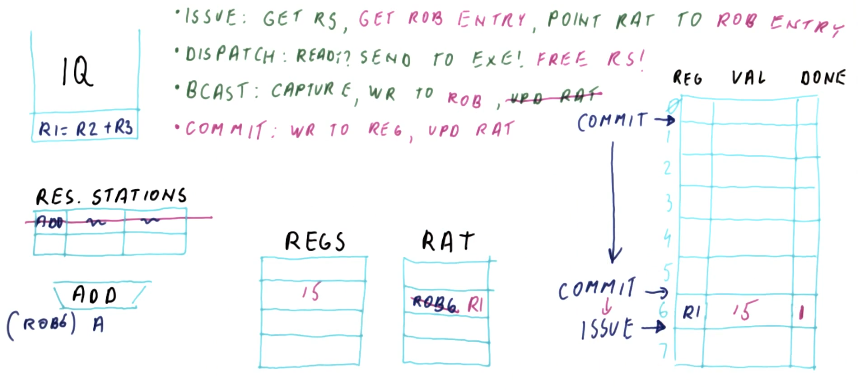 • ISSUE: GET RS, GET ROB ENTRY, POINT RAT TO ROB ENTRY
• DISPATCH: READY? SEND TO EXE! FREE RS!
• BCAST: CAPTURE, WR TO ROB, UPD RAT
• COMMIT: WR TO REG, UPD RAT
IQ
R1= R2+R3
RES. STATIONS
ADD
ADD
(ROB6) A
REGS
15
RAT
ROB6 R1
REG VAL DONE
COMMIT → 0
1
2
3
4
5
COMMIT →
6 R1 15 1
ISSUE →
7